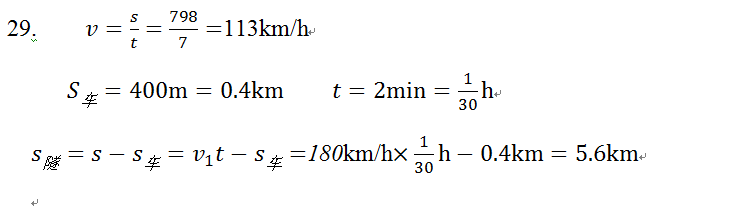 29. v = s/t = 798/7 =113km/h
S车 = 400m = 0.4km t = 2min = 1/30 h
s隧 = s − s车 = v₁t − s车 =180km/h× 1/30 h − 0.4km = 5.6km